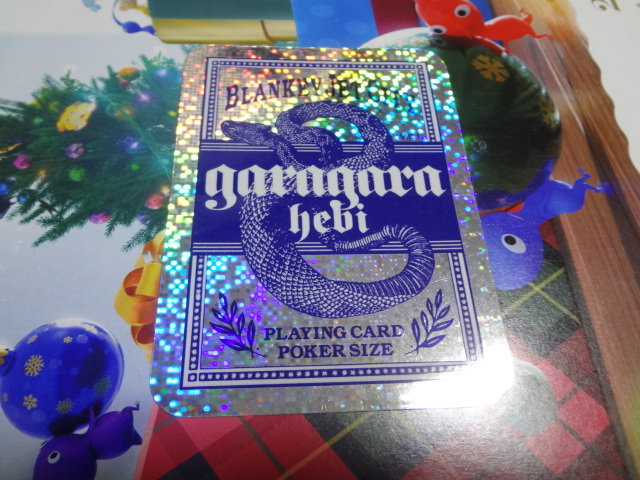 BLANKEY JET CITY
garagara
hebi
PLAYING CARD
POKER SIZE